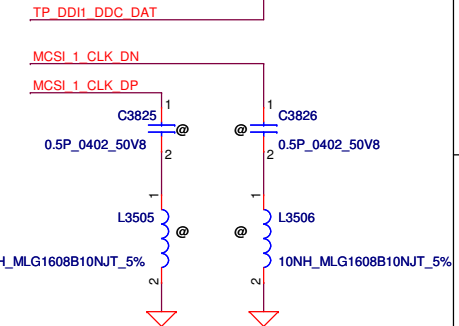 TP_DDI1_DDC_DAT
MCSI_1_CLK_DN
MCSI_1_CLK_DP
1 1
C3825 C3826
@ @
0.5P_0402_50V8 0.5P_0402_50V8
2 2
1 1
L3505 L3506
@ @
H_MLG1608B10NJT_5% 10NH_MLG1608B10NJT_5%
2 2